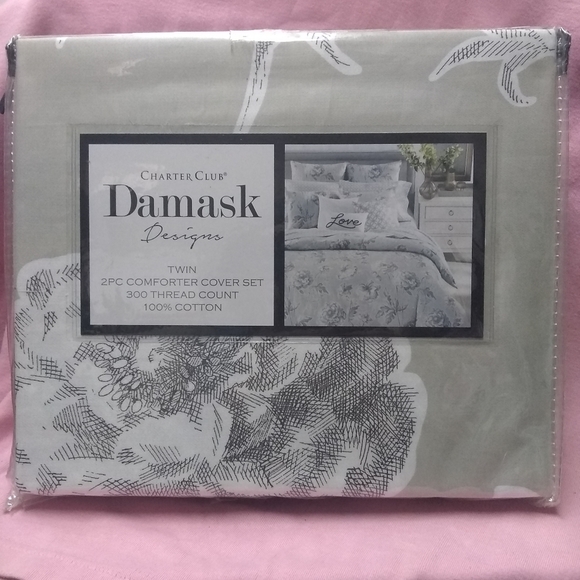 CHARTER CLUB®
Damask
Designs
TWIN
2PC COMFORTER COVER SET
300 THREAD COUNT
100% COTTON
Love